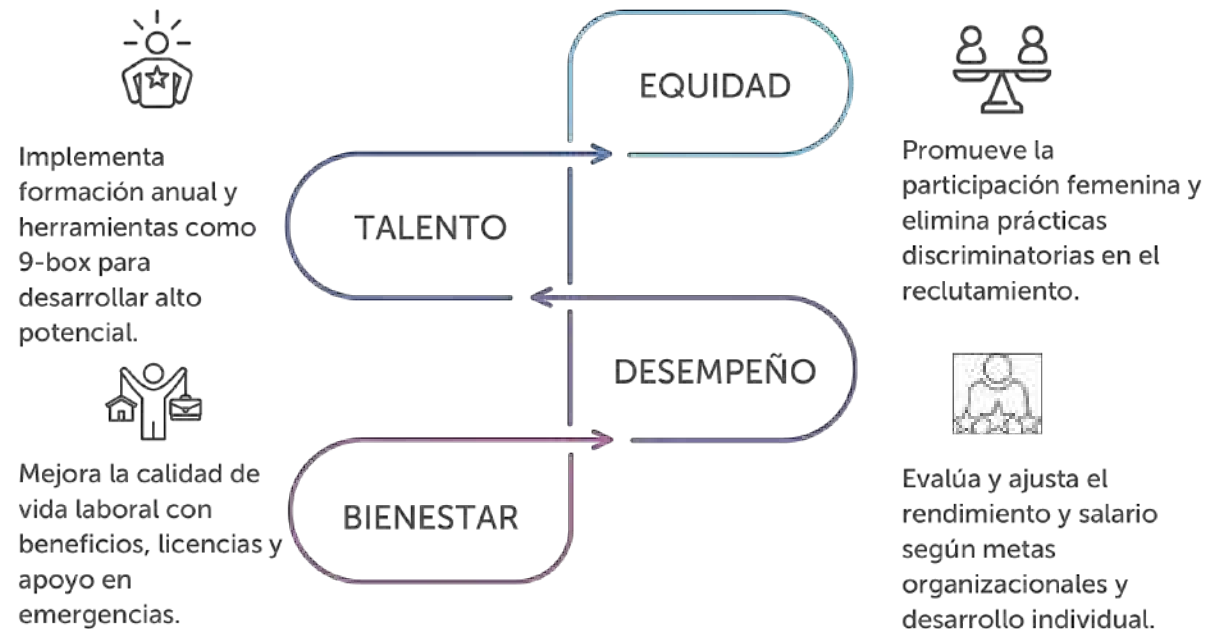 EQUIDAD
Promueve la
participación femenina y
elimina prácticas
discriminatorias en el
reclutamiento.
TALENTO
Implementa
formación anual y
herramientas como
9-box para
desarrollar alto
potencial.
DESEMPEÑO
Evalúa y ajusta el
rendimiento y salario
según metas
organizacionales y
desarrollo individual.
BIENESTAR
Mejora la calidad de
vida laboral con
beneficios, licencias y
apoyo en
emergencias.